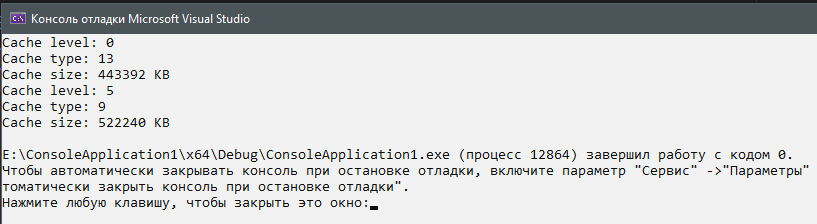 Консоль отладки Microsoft Visual Studio
Cache level: 0
Cache type: 13
Cache size: 443392 KB
Cache level: 5
Cache type: 9
Cache size: 522240 KB
E:\ConsoleApplication1\x64\Debug\ConsoleApplication1.exe (процесс 12864) завершил работу с кодом 0.
Чтобы автоматически закрывать консоль при остановке отладки, включите параметр "Сервис" ->"Параметры"
томатически закрыть консоль при остановке отладки".
Нажмите любую клавишу, чтобы закрыть это окно: